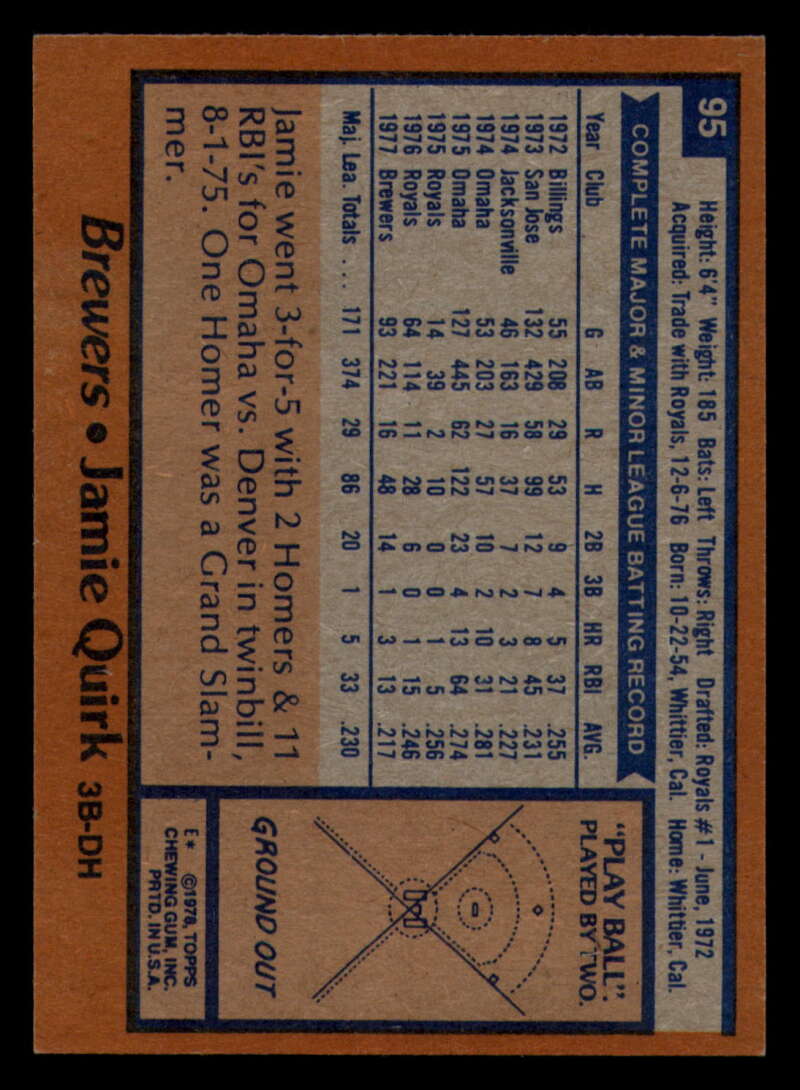 95
Height: 6'4" Weight: 185 Bats: Left Throws: Right Drafted: Royals #1 - June, 1972
Acquired: Trade with Royals, 12-6-76 Born: 10-22-54, Whittier, Cal. Home: Whittier, Cal.
COMPLETE MAJOR & MINOR LEAGUE BATTING RECORD
Year Club G AB R H 2B 3B HR RBI AVG.
1972 Billings 55 208 29 53 9 4 5 37 .255
1973 San Jose 132 429 58 99 12 7 8 45 .231
1974 Jacksonville 46 163 16 37 7 2 3 21 .227
1974 Omaha 53 203 27 57 10 2 10 31 .281
1975 Omaha 127 445 62 122 23 4 13 64 .274
1975 Royals 14 39 2 10 0 0 1 5 .256
1976 Royals 64 114 11 28 6 0 1 15 .246
1977 Brewers 93 221 16 48 14 1 3 13 .217
Maj. Lea. Totals ... 171 374 29 86 20 1 5 33 .230
Jamie went 3-for-5 with 2 Homers & 11
RBI's for Omaha vs. Denver in twinbill,
8-1-75. One Homer was a Grand Slam-
mer.
"PLAY BALL":
PLAYED BY TWO.
GROUND OUT
E* ©1978, TOPPS
CHEWING GUM, INC.
PRTD. IN U.S.A.
Brewers • Jamie Quirk 3B-DH